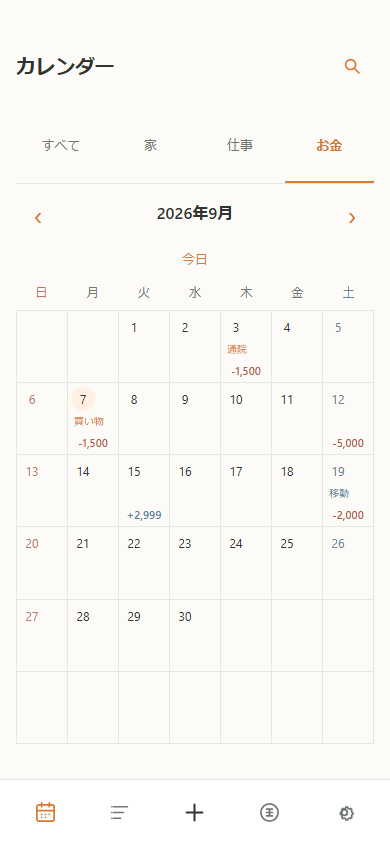 カレンダー
すべて 家 仕事 お金
‹ 2026年9月 ›
今日
日 月 火 水 木 金 土
1 2 3 4 5
通院
-1,500
6 7 8 9 10 11 12
買い物
-1,500 -5,000
13 14 15 16 17 18 19
移動
+2,999 -2,000
20 21 22 23 24 25 26
27 28 29 30